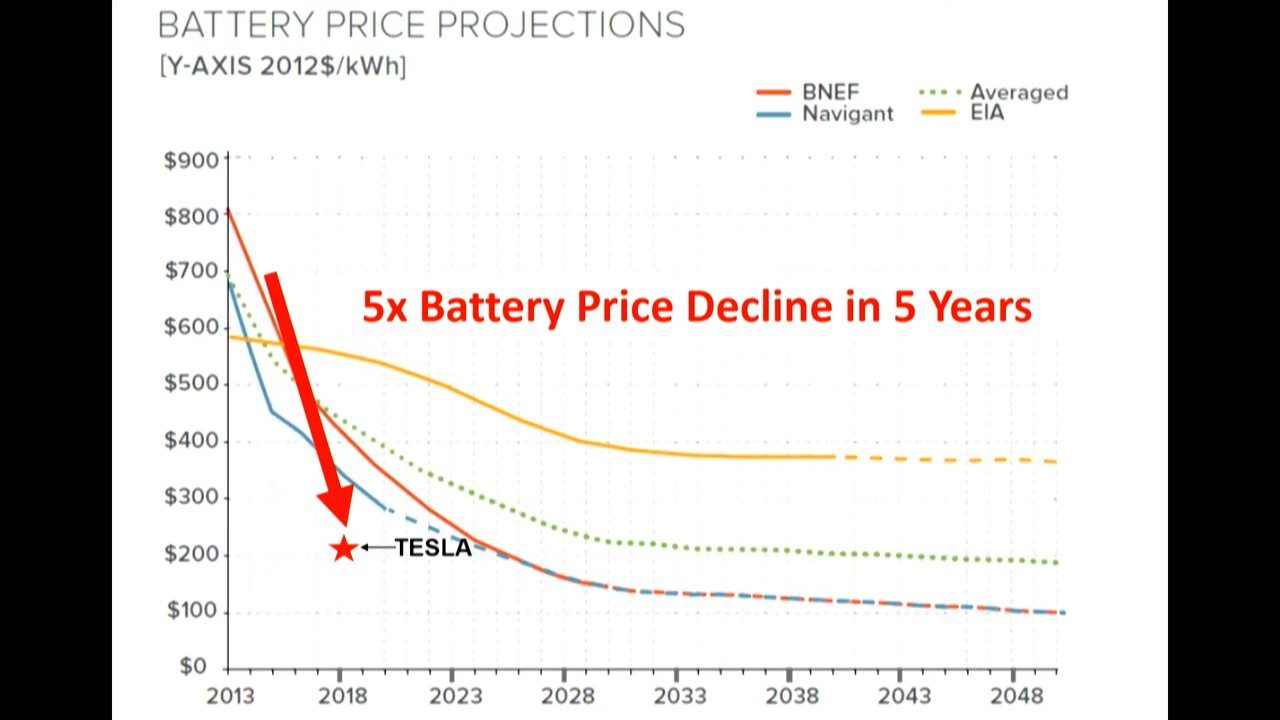 BATTERY PRICE PROJECTIONS
[Y-AXIS 2012$/kWh]
BNEF
Averaged
Navigant
EIA
$900
$800
$700
$600
$500
$400
$300
$200
$100
$0
5x Battery Price Decline in 5 Years
TESLA
2013 2018 2023 2028 2033 2038 2043 2048